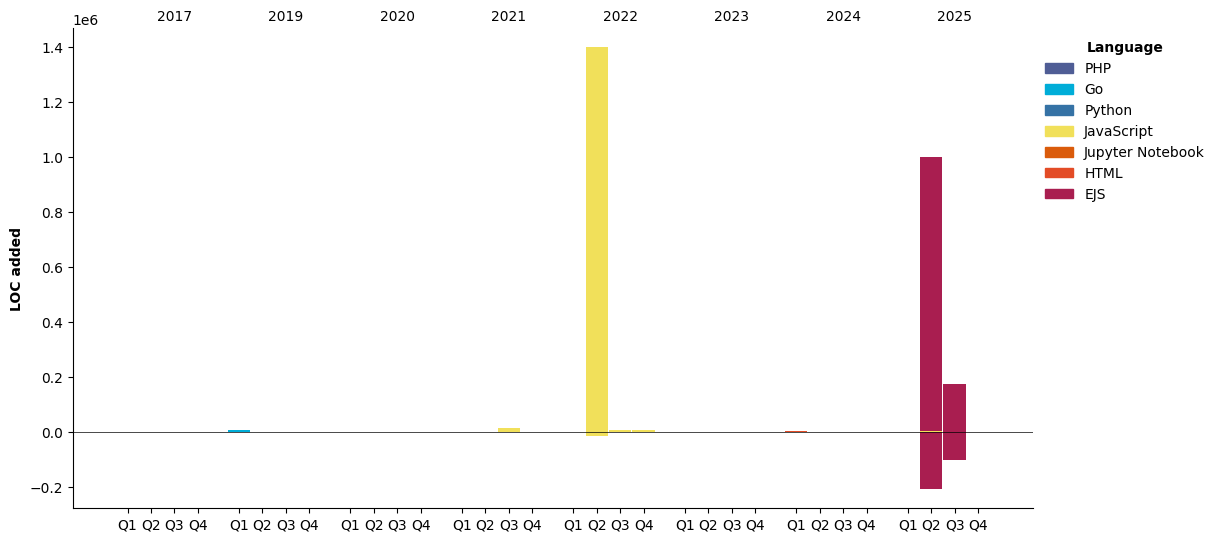 1e6
2017 2019 2020 2021 2022 2023 2024 2025
Language
PHP
Go
Python
JavaScript
Jupyter Notebook
HTML
EJS
LOC added
1.4
1.2
1.0
0.8
0.6
0.4
0.2
0.0
−0.2
Q1 Q2 Q3 Q4 Q1 Q2 Q3 Q4 Q1 Q2 Q3 Q4 Q1 Q2 Q3 Q4 Q1 Q2 Q3 Q4 Q1 Q2 Q3 Q4 Q1 Q2 Q3 Q4 Q1 Q2 Q3 Q4